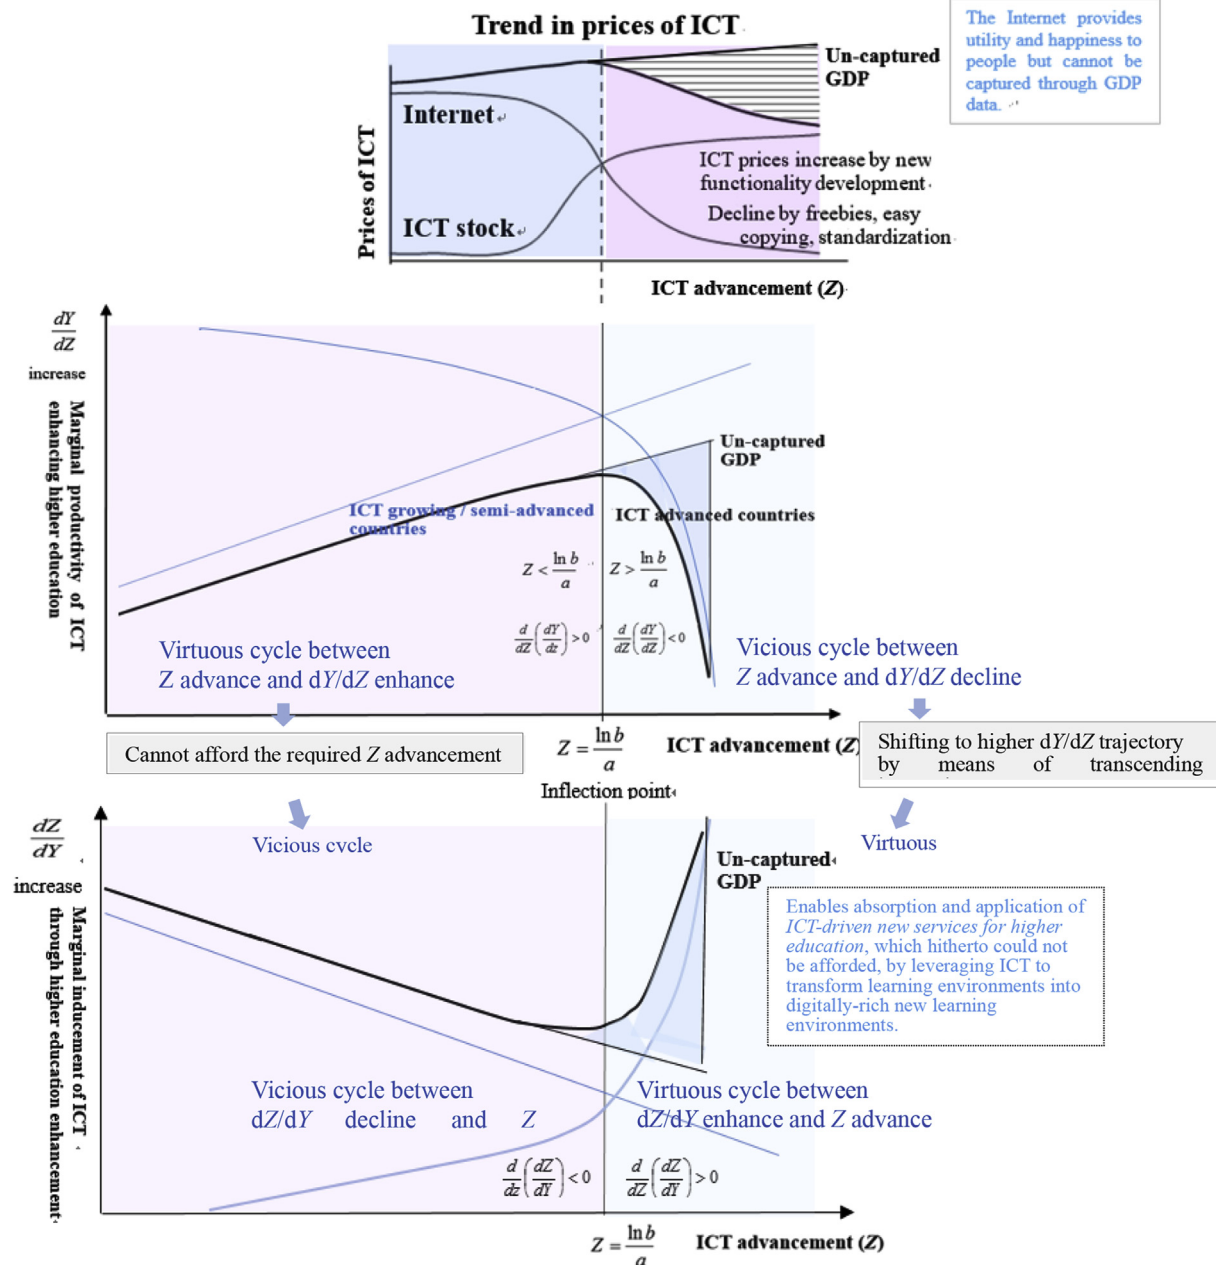 Trend in prices of ICT
The Internet provides
utility and happiness to
people but cannot be
captured through GDP
data.
Un-captured
GDP
Prices of ICT
Internet
ICT prices increase by new
functionality development
ICT stock
Decline by freebies, easy
copying, standardization
ICT advancement (Z)
dY
dZ
increase
Marginal productivity of ICT
enhancing higher education
Un-captured
GDP
ICT growing / semi-advanced
countries
ICT advanced countries
Z < ln b / a
Z > ln b / a
d/dZ (dY/dz) > 0
d/dZ (dY/dZ) < 0
Virtuous cycle between
Z advance and dY/dZ enhance
Vicious cycle between
Z advance and dY/dZ decline
Cannot afford the required Z advancement
Z = ln b / a
ICT advancement (Z)
Shifting to higher dY/dZ trajectory
by means of transcending
Inflection point
dZ
dY
increase
Marginal inducement of ICT
through higher education enhancement
Vicious cycle
Virtuous
Un-captured
GDP
Enables absorption and application of
ICT-driven new services for higher
education, which hitherto could not
be afforded, by leveraging ICT to
transform learning environments into
digitally-rich new learning
environments.
Vicious cycle between
dZ/dY decline and Z
Virtuous cycle between
dZ/dY enhance and Z advance
d/dz (dZ/dY) < 0
d/dZ (dZ/dY) > 0
Z = ln b / a
ICT advancement (Z)